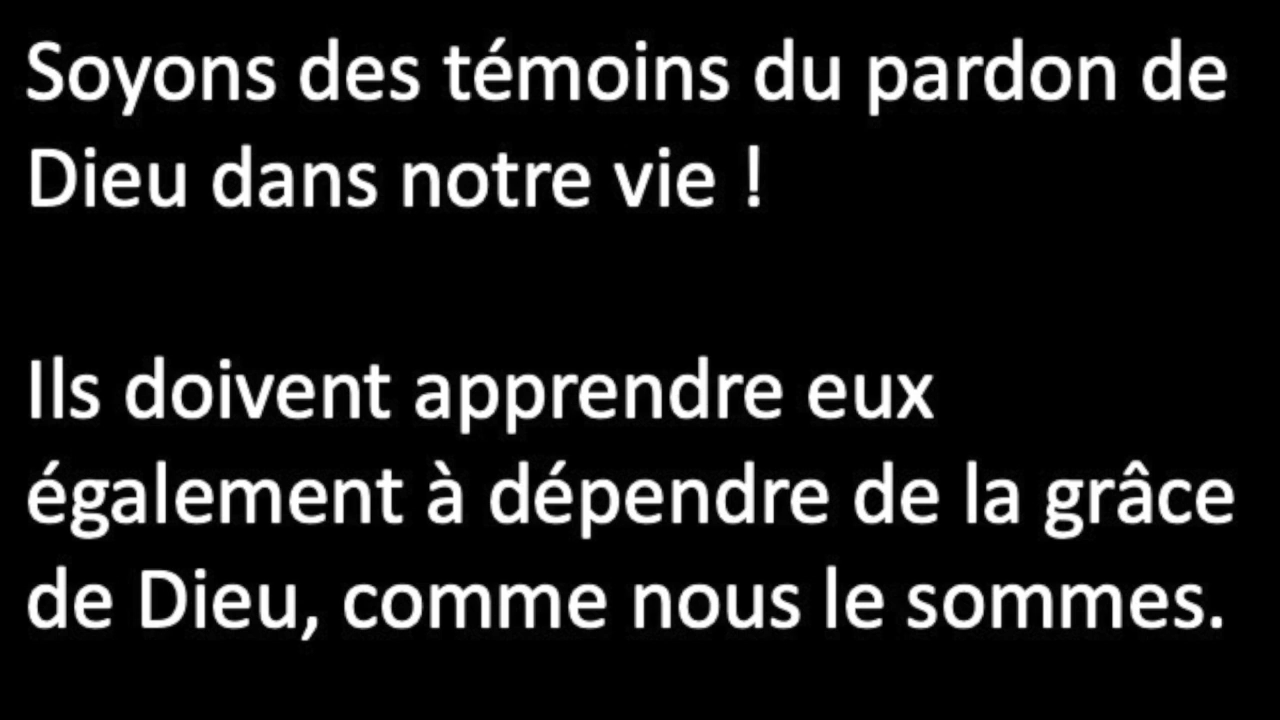 Soyons des témoins du pardon de
Dieu dans notre vie !
Ils doivent apprendre eux
également à dépendre de la grâce
de Dieu, comme nous le sommes.